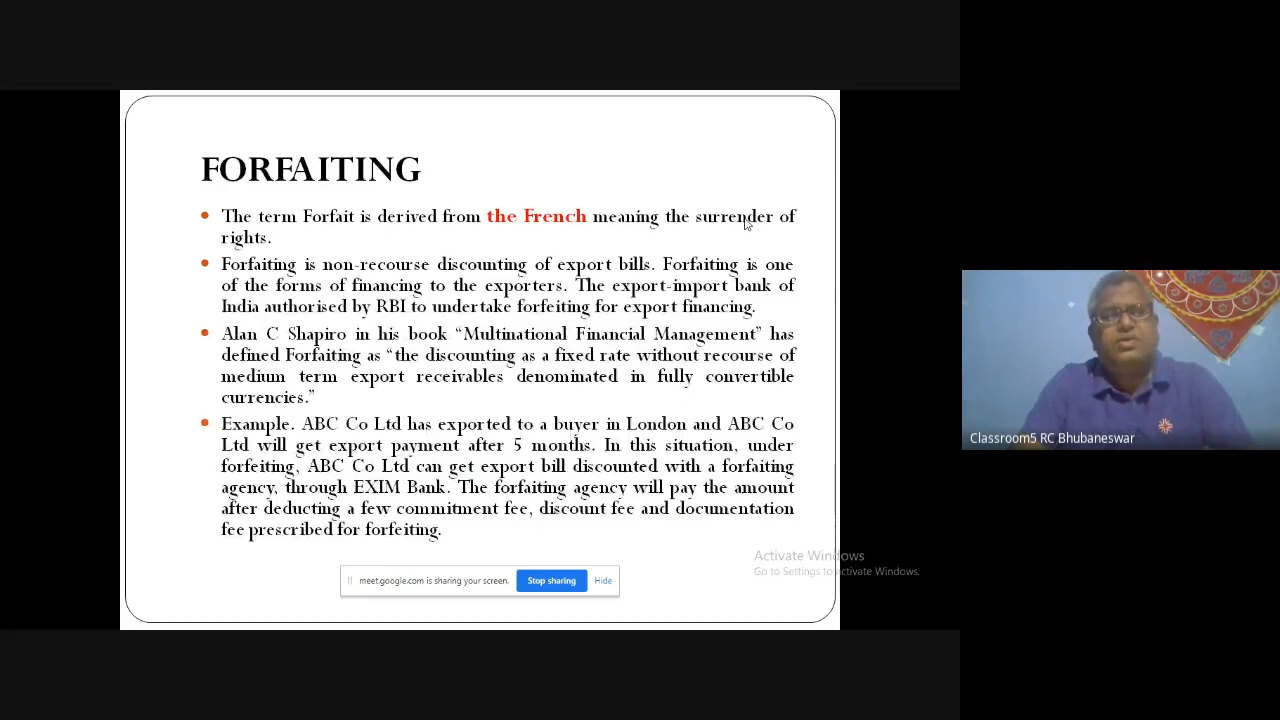 FORFAITING
• The term Forfait is derived from the French meaning the surrender of
rights.
• Forfaiting is non-recourse discounting of export bills. Forfaiting is one
of the forms of financing to the exporters. The export-import bank of
India authorised by RBI to undertake forfeiting for export financing.
• Alan C Shapiro in his book “Multinational Financial Management” has
defined Forfaiting as “the discounting as a fixed rate without recourse of
medium term export receivables denominated in fully convertible
currencies.”
• Example. ABC Co Ltd has exported to a buyer in London and ABC Co
Ltd will get export payment after 5 months. In this situation, under
forfeiting, ABC Co Ltd can get export bill discounted with a forfaiting
agency, through EXIM Bank. The forfaiting agency will pay the amount
after deducting a few commitment fee, discount fee and documentation
fee prescribed for forfeiting.
Activate Windows
Go to Settings to activate Windows.
meet.google.com is sharing your screen. Stop sharing Hide
Classroom5 RC Bhubaneswar